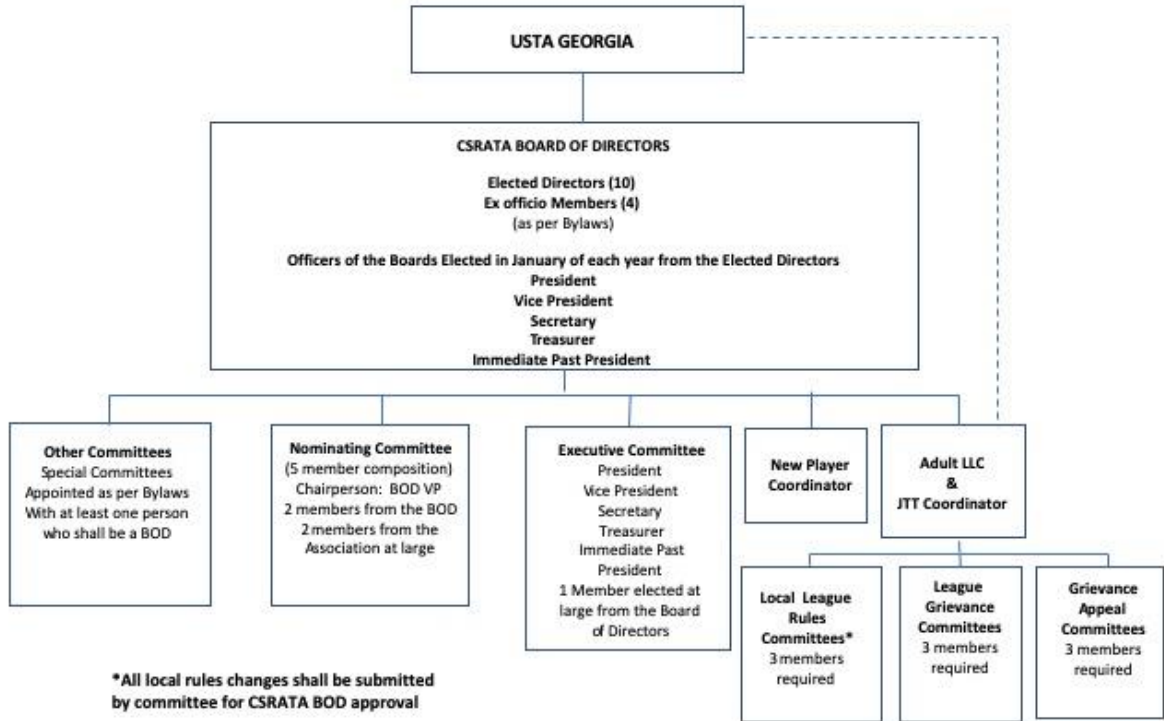 USTA GEORGIA
CSRATA BOARD OF DIRECTORS
Elected Directors (10)
Ex officio Members (4)
(as per Bylaws)
Officers of the Boards Elected in January of each year from the Elected Directors
President
Vice President
Secretary
Treasurer
Immediate Past President
Other Committees
Special Committees
Appointed as per Bylaws
With at least one person
who shall be a BOD
Nominating Committee
(5 member composition)
Chairperson: BOD VP
2 members from the BOD
2 members from the
Association at large
Executive Committee
President
Vice President
Secretary
Treasurer
Immediate Past
President
1 Member elected at
large from the Board
of Directors
New Player
Coordinator
Adult LLC
&
JTT Coordinator
Local League
Rules
Committees*
3 members
required
League
Grievance
Committees
3 members
required
Grievance
Appeal
Committees
3 members
required
*All local rules changes shall be submitted
by committee for CSRATA BOD approval